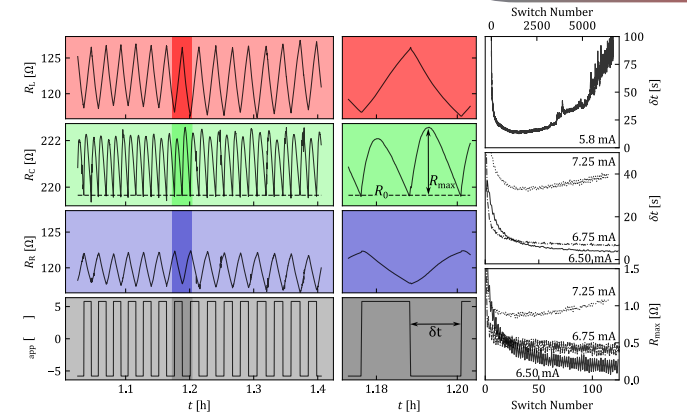 Switch Number
0 2500 5000
R_L [Ω]
125
120
100
75
50
25
0
δt [s]
5.8 mA
R_C [Ω]
222
220
R_0
R_max
7.25 mA
6.75 mA
6.50 mA
40
20
0
δt [s]
R_R [Ω]
125
120
7.25 mA
6.75 mA
6.50 mA
1.5
1.0
0.5
0.0
R_max [Ω]
app [ ]
5
0
−5
δt
1.1 1.2 1.3 1.4
t [h]
1.18 1.20
t [h]
0 50 100
Switch Number